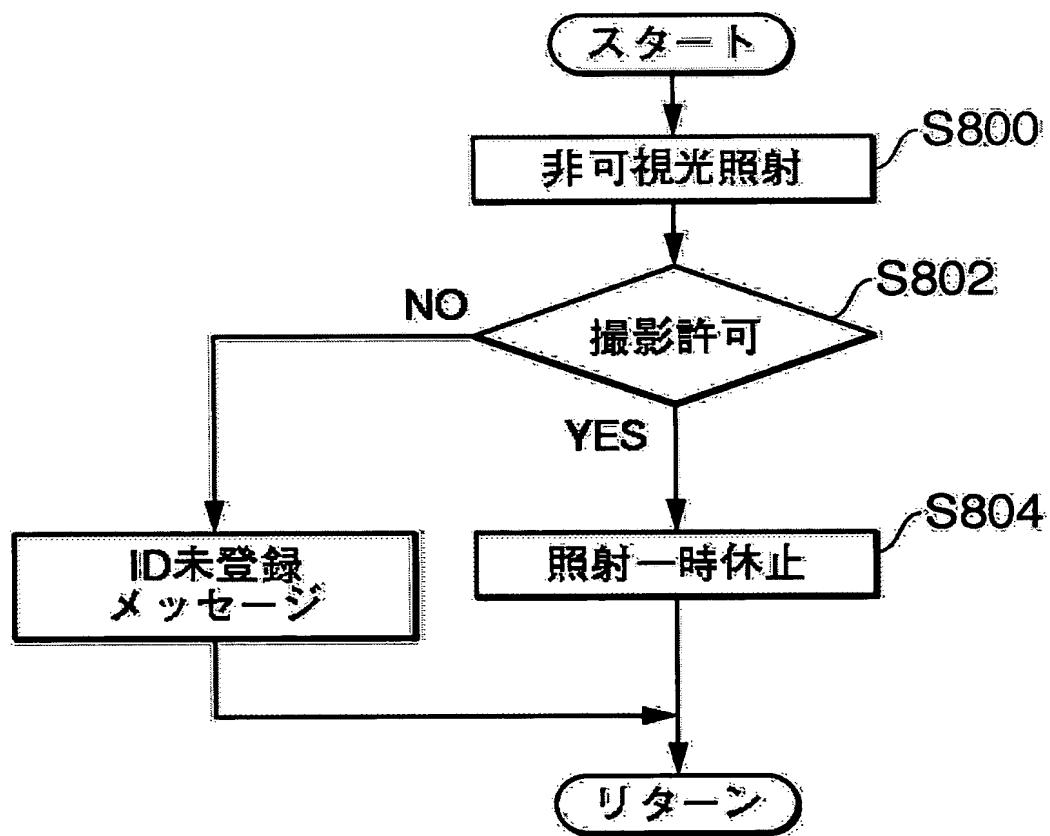 スタート
S800
非可視光照射
S802
撮影許可
NO
YES
S804
照射一時休止
ID未登録
メッセージ
リターン